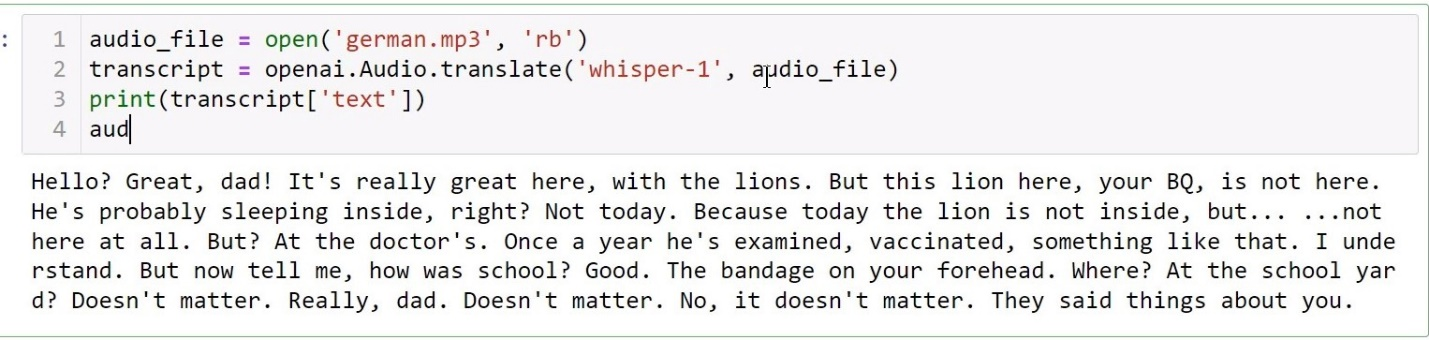 :
1 audio_file = open('german.mp3', 'rb')
2 transcript = openai.Audio.translate('whisper-1', audio_file)
3 print(transcript['text'])
4 aud
Hello? Great, dad! It's really great here, with the lions. But this lion here, your BQ, is not here.
He's probably sleeping inside, right? Not today. Because today the lion is not inside, but... ...not
here at all. But? At the doctor's. Once a year he's examined, vaccinated, something like that. I unde
rstand. But now tell me, how was school? Good. The bandage on your forehead. Where? At the school yar
d? Doesn't matter. Really, dad. Doesn't matter. No, it doesn't matter. They said things about you.